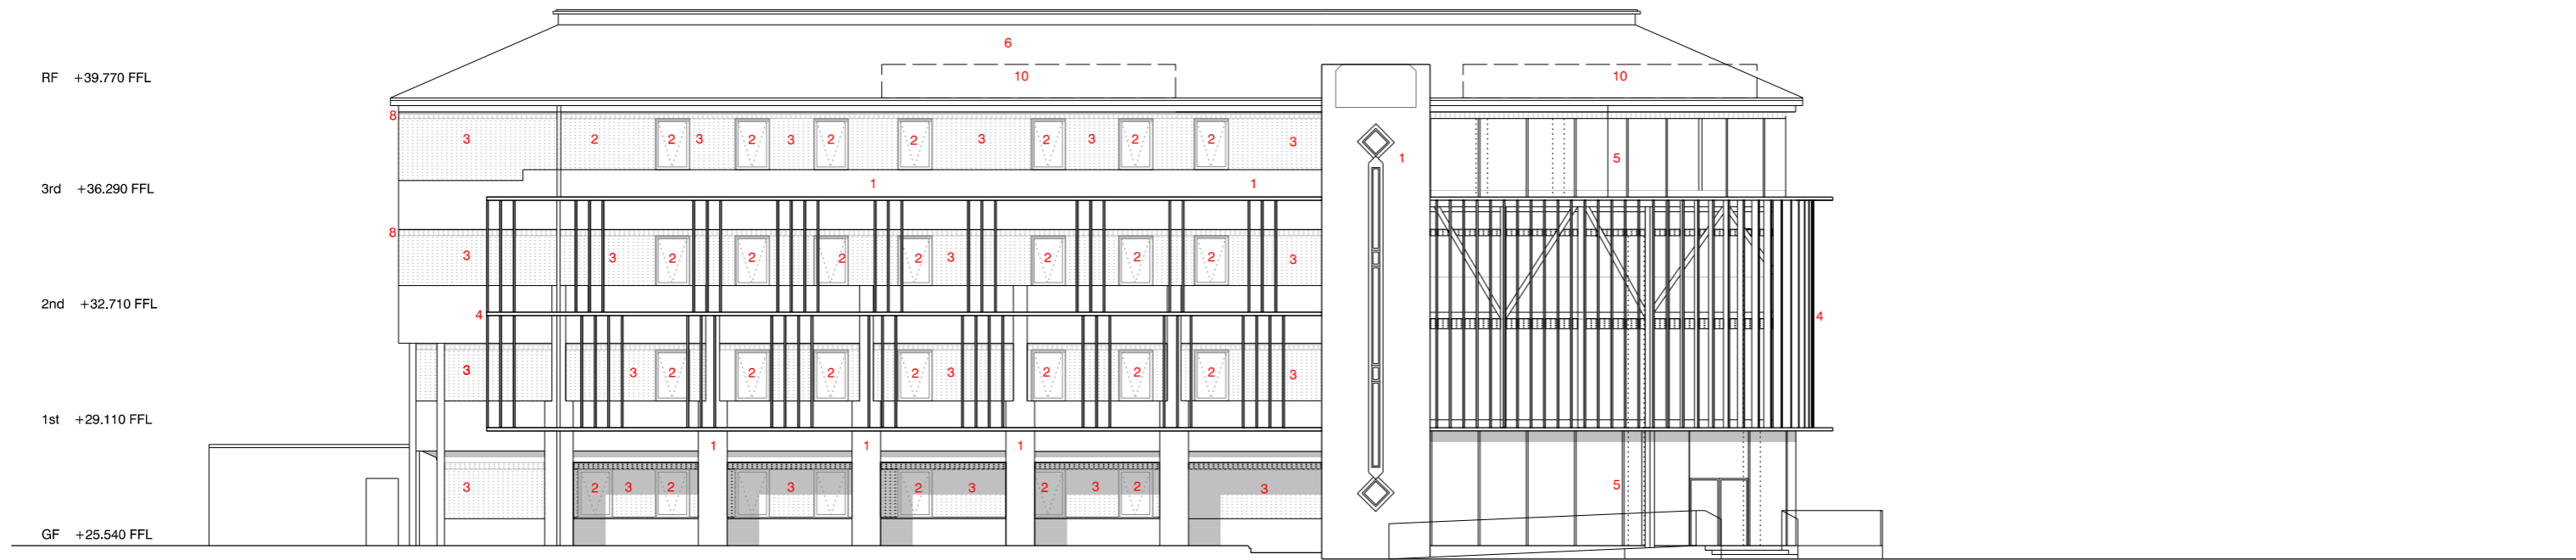 6
RF +39.770 FFL
10 10
8
3 2 2 3 2 3 2 2 3 2 3 2 2 3 1 5
3rd +36.290 FFL
1 1
8
3 3 2 2 2 2 3 2 2 2 3
2nd +32.710 FFL
4 4
3 3 2 2 2 2 3 2 2 2 3
1st +29.110 FFL
1 1 1
3 2 3 2 3 2 3 2 3 2 3 5
GF +25.540 FFL